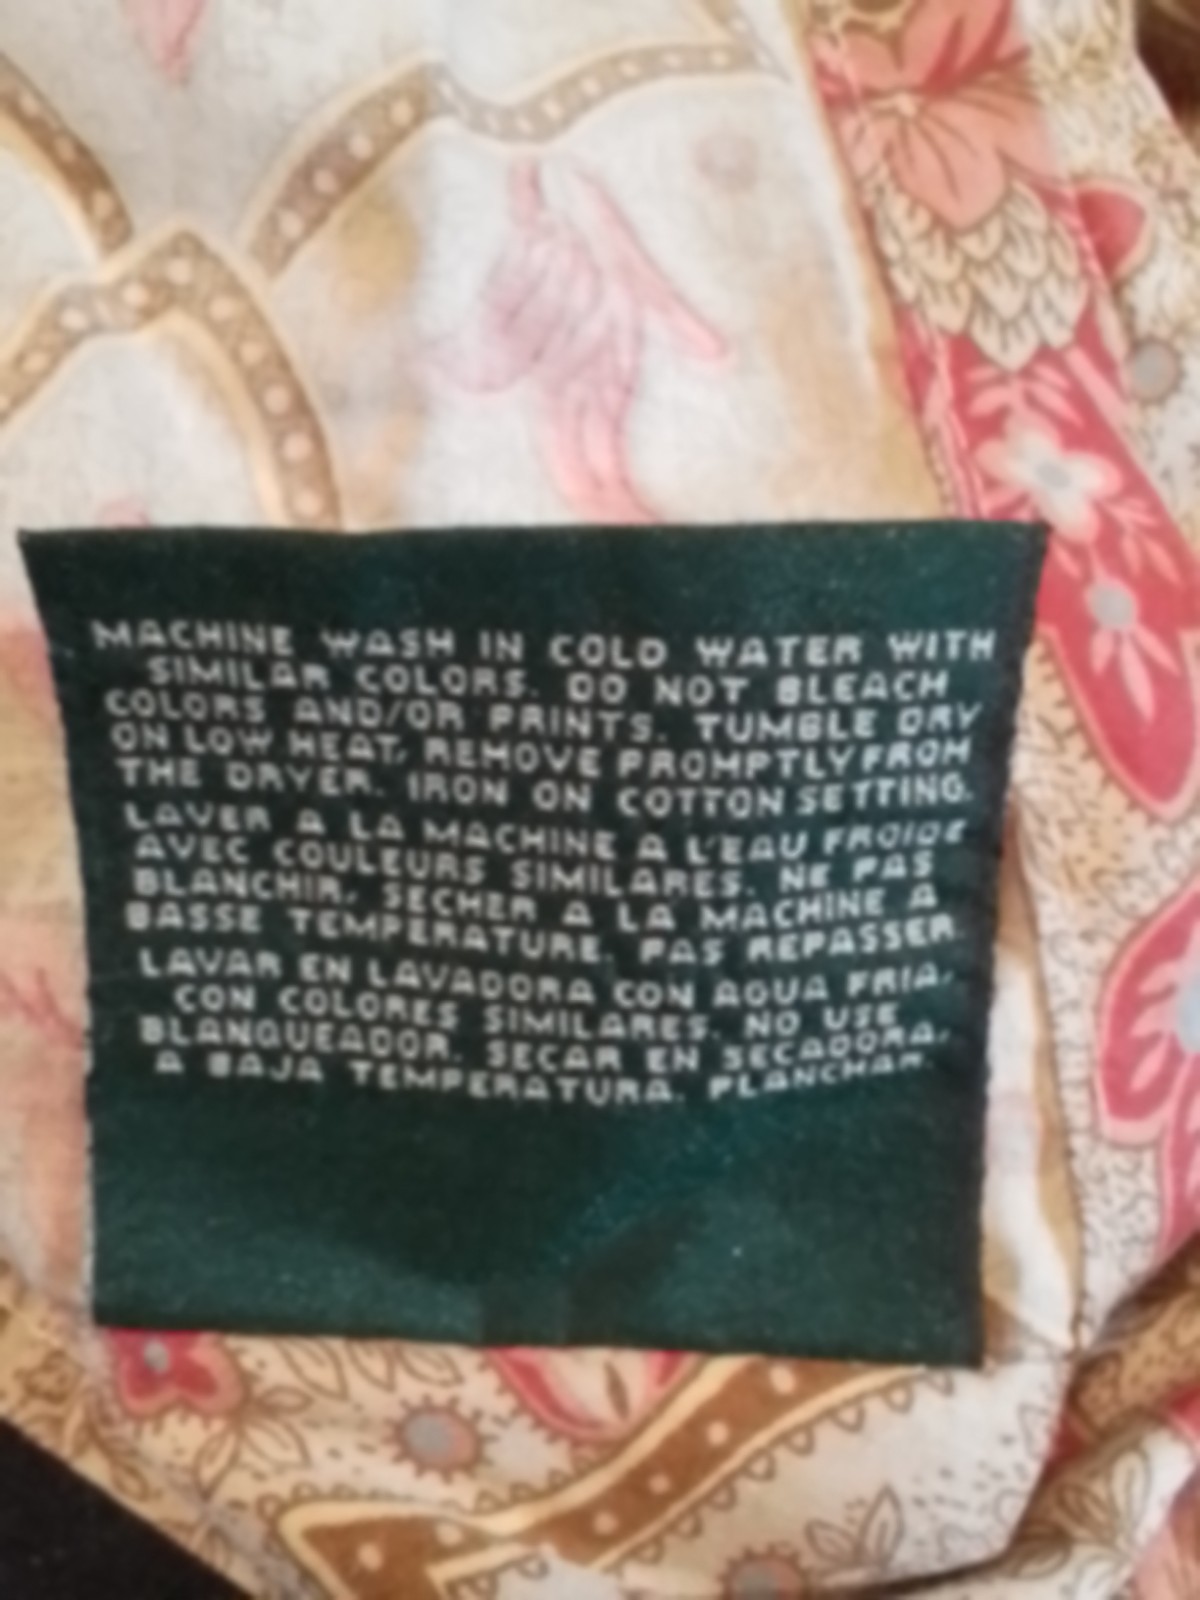 MACHINE WASH IN COLD WATER WITH
SIMILAR COLORS. DO NOT BLEACH
COLORS AND/OR PRINTS. TUMBLE DRY
ON LOW HEAT, REMOVE PROMPTLY FROM
THE DRYER. IRON ON COTTON SETTING.
LAVER A LA MACHINE A L'EAU FROIDE
AVEC COULEURS SIMILARES. NE PAS
BLANCHIR, SECHER A LA MACHINE A
BASSE TEMPERATURE. PAS REPASSER.
LAVAR EN LAVADORA CON AGUA FRIA,
CON COLORES SIMILARES. NO USE
BLANQUEADOR. SECAR EN SECADORA,
A BAJA TEMPERATURA. PLANCHAR.